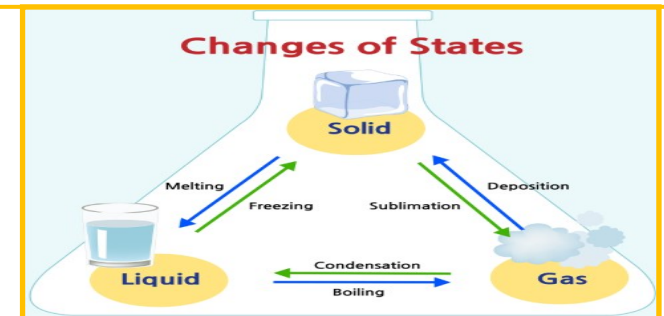 Changes of States
Solid
Melting
Deposition
Freezing
Sublimation
Condensation
Liquid
Gas
Boiling